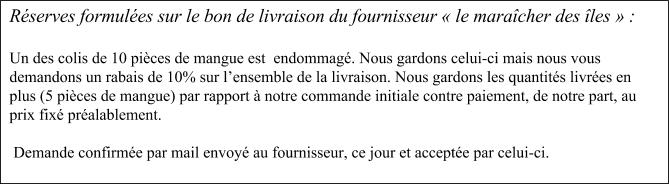 Réserves formulées sur le bon de livraison du fournisseur « le maraîcher des îles » :
Un des colis de 10 pièces de mangue est  endommagé. Nous gardons celui-ci mais nous vous
demandons un rabais de 10% sur l’ensemble de la livraison. Nous gardons les quantités livrées en
plus (5 pièces de mangue) par rapport à notre commande initiale contre paiement, de notre part, au
prix fixé préalablement.
Demande confirmée par mail envoyé au fournisseur, ce jour et acceptée par celui-ci.